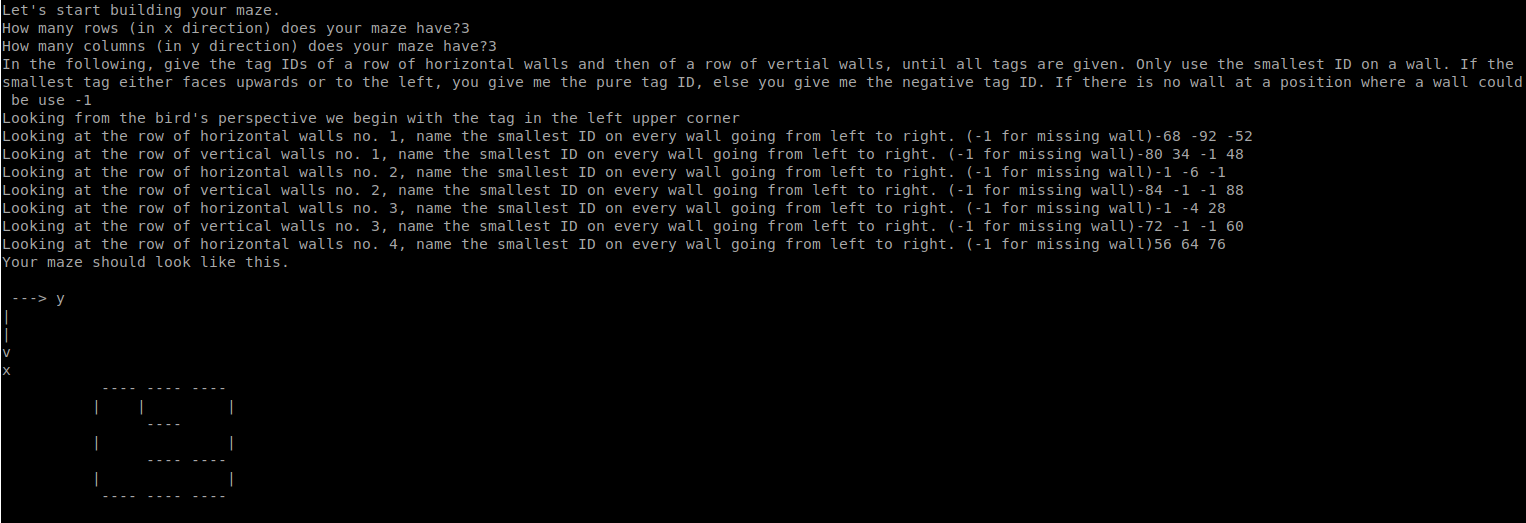 Let's start building your maze.
How many rows (in x direction) does your maze have?3
How many columns (in y direction) does your maze have?3
In the following, give the tag IDs of a row of horizontal walls and then of a row of vertial walls, until all tags are given. Only use the smallest ID on a wall. If the
smallest tag either faces upwards or to the left, you give me the pure tag ID, else you give me the negative tag ID. If there is no wall at a position where a wall could
 be use -1
Looking from the bird's perspective we begin with the tag in the left upper corner
Looking at the row of horizontal walls no. 1, name the smallest ID on every wall going from left to right. (-1 for missing wall)-68 -92 -52
Looking at the row of vertical walls no. 1, name the smallest ID on every wall going from left to right. (-1 for missing wall)-80 34 -1 48
Looking at the row of horizontal walls no. 2, name the smallest ID on every wall going from left to right. (-1 for missing wall)-1 -6 -1
Looking at the row of vertical walls no. 2, name the smallest ID on every wall going from left to right. (-1 for missing wall)-84 -1 -1 88
Looking at the row of horizontal walls no. 3, name the smallest ID on every wall going from left to right. (-1 for missing wall)-1 -4 28
Looking at the row of vertical walls no. 3, name the smallest ID on every wall going from left to right. (-1 for missing wall)-72 -1 -1 60
Looking at the row of horizontal walls no. 4, name the smallest ID on every wall going from left to right. (-1 for missing wall)56 64 76
Your maze should look like this.

 ---> y
|
|
v
x
           ---- ---- ----
          |    |         |
                ----
          |              |
                ---- ----
          |              |
           ---- ---- ----